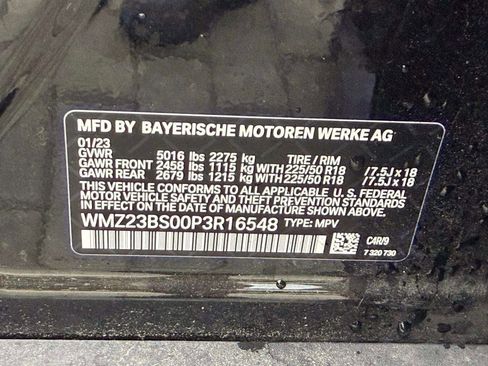 MFD BY BAYERISCHE MOTOREN WERKE AG
01/23
GVWR 5016 lbs 2275 kg TIRE / RIM
GAWR FRONT 2458 lbs 1115 kg WITH 225/50 R18 / 7.5J x 18
GAWR REAR 2679 lbs 1215 kg WITH 225/50 R18 / 7.5J x 18
THIS VEHICLE CONFORMS TO ALL APPLICABLE U. S. FEDERAL
MOTOR VEHICLE SAFETY AND THEFT PREVENTION STANDARDS
IN EFFECT ON THE DATE OF MANUFACTURE SHOWN ABOVE.
WMZ23BS00P3R16548 TYPE: MPV
C4R/9
7 320 730